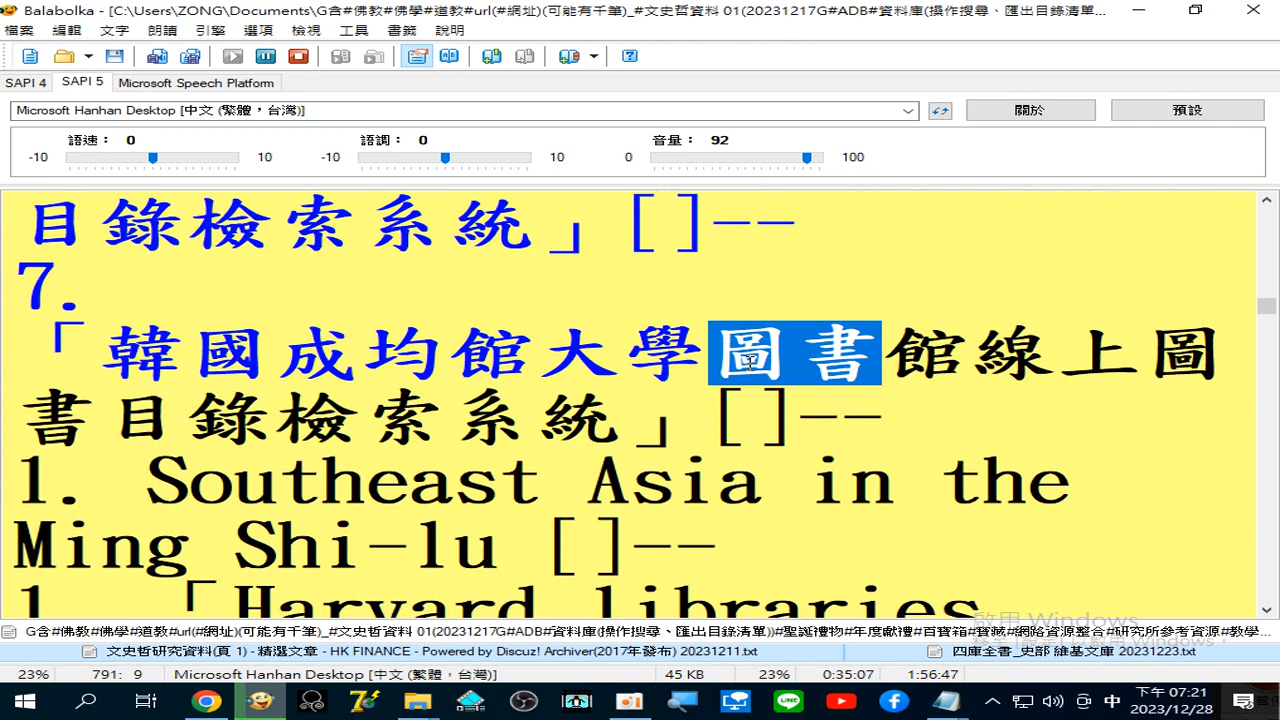 Balabolka - [C:\Users\ZONG\Documents\G含#佛教#佛學#道教#url(#網址)(可能有千筆)_#文史哲資料 01(20231217G#ADB#資料庫(操作搜尋、匯出目錄清單...
檔案 編輯 文字 朗讀 引擎 選項 檢視 工具 書籤 說明
SAPI 4 SAPI 5 Microsoft Speech Platform
Microsoft Hanhan Desktop [中文 (繁體，台灣)] 關於 預設
語速： 0 語調： 0 音量： 92
-10 10 -10 10 0 100
目錄檢索系統」[]--
7.
「韓國成均館大學圖書館線上圖
書目錄檢索系統」[]--
1. Southeast Asia in the
Ming Shi-lu []--
1. 「Harvard libraries
啟用 Windows
G含#佛教#佛學#道教#url(#網址)(可能有千筆)_#文史哲資料 01(20231217G#ADB#資料庫(操作搜尋、匯出目錄清單))#聖誕禮物#年度獻禮#百寶箱#寶城#網路資源整合#研究所參考資源#教學...
文史哲研究資料(頁 1) - 精選文章 - HK FINANCE - Powered by Discuz! Archiver(2017年發布) 20231211.txt 四庫全書_史部 維基文庫 20231223.txt
23% 791: 9 Microsoft Hanhan Desktop [中文 (繁體，台灣)] 45 KB 23% 0:35:07 1:56:47
中 下午 07:21
2023/12/28